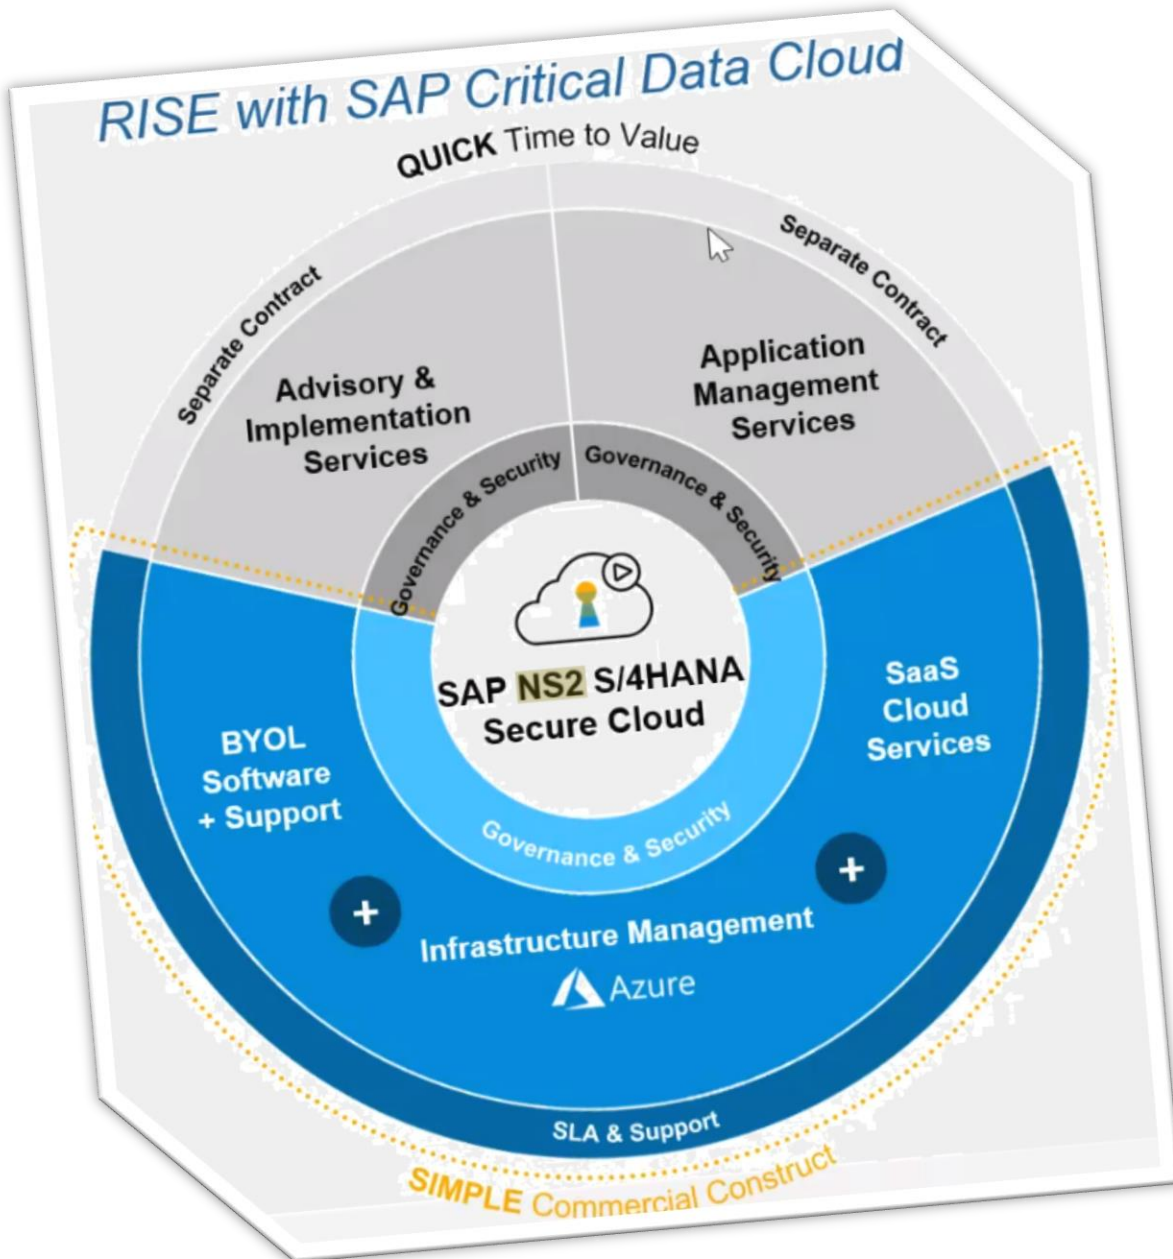 RISE with SAP Critical Data Cloud
QUICK Time to Value
Separate Contract
Separate Contract
Advisory &
Implementation
Services
Application
Management
Services
Governance & Security
Governance & Security
SAP NS2 S/4HANA
Secure Cloud
BYOL
Software
+ Support
SaaS
Cloud
Services
Governance & Security
+
+
Infrastructure Management
Azure
SLA & Support
SIMPLE Commercial Construct